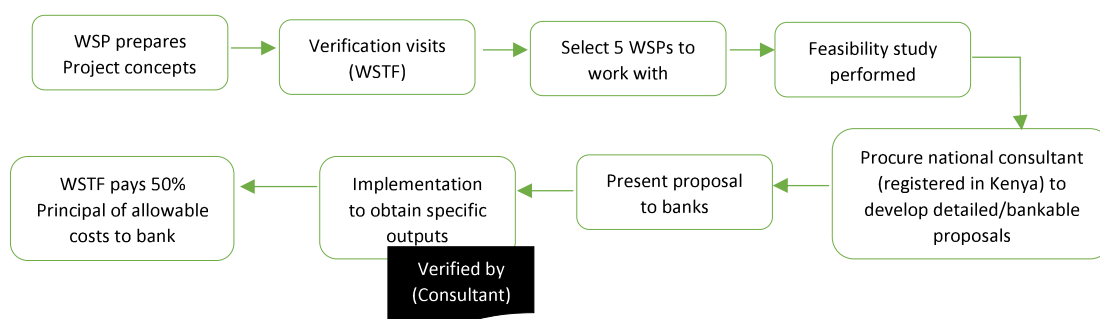 WSP prepares
Project concepts
Verification visits
(WSTF)
Select 5 WSPs to
work with
Feasibility study
performed
Procure national consultant
(registered in Kenya) to
develop detailed/bankable
proposals
Present proposal
to banks
Implementation
to obtain specific
outputs
Verified by
(Consultant)
WSTF pays 50%
Principal of allowable
costs to bank